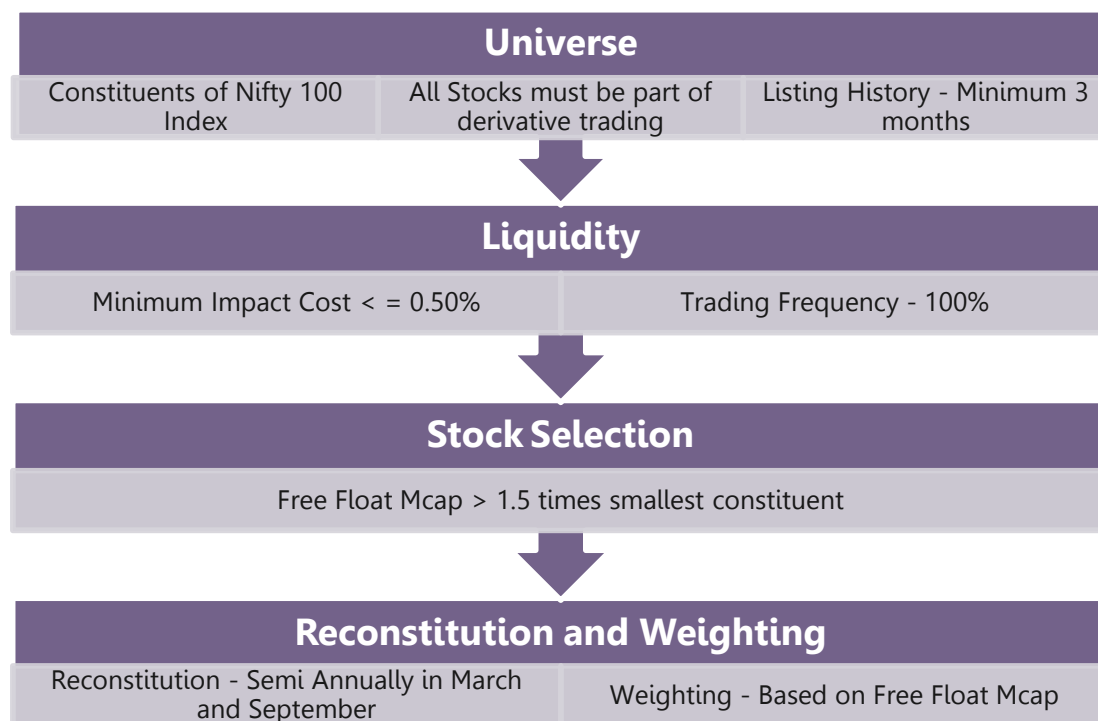 Universe
Constituents of Nifty 100
Index
All Stocks must be part of
derivative trading
Listing History - Minimum 3
months
Liquidity
Minimum Impact Cost < = 0.50%
Trading Frequency - 100%
Stock Selection
Free Float Mcap > 1.5 times smallest constituent
Reconstitution and Weighting
Reconstitution - Semi Annually in March
and September
Weighting - Based on Free Float Mcap